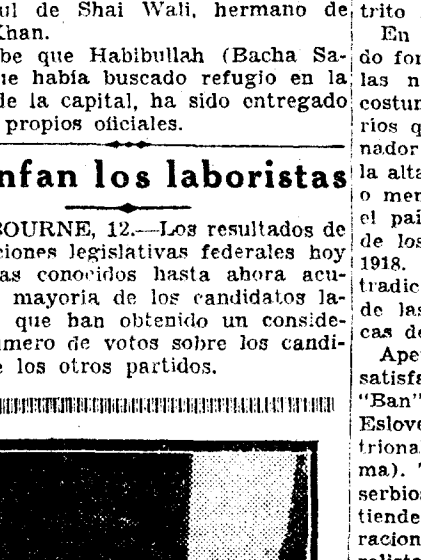 ul de Shai Wali, hermano de
Khan.
be que Habibullah (Bacha Sa-
ue había buscado refugio en la
de la capital, ha sido entregado
propios oficiales.
nfan los laboristas
BOURNE, 12.—Los resultados de
ciones legislativas federales hoy
as conocidos hasta ahora acu-
mayoría de los candidatos la-
que han obtenido un conside-
úmero de votos sobre los candi-
e los otros partidos.
trito
En
do for
las n
costum
rios q
nador
la alta
o men
el pai
de los
1918.
tradic
de las
cas de
Ape
satisfa
"Ban"
Eslove
triona
ma).
serbios
tiende
racion